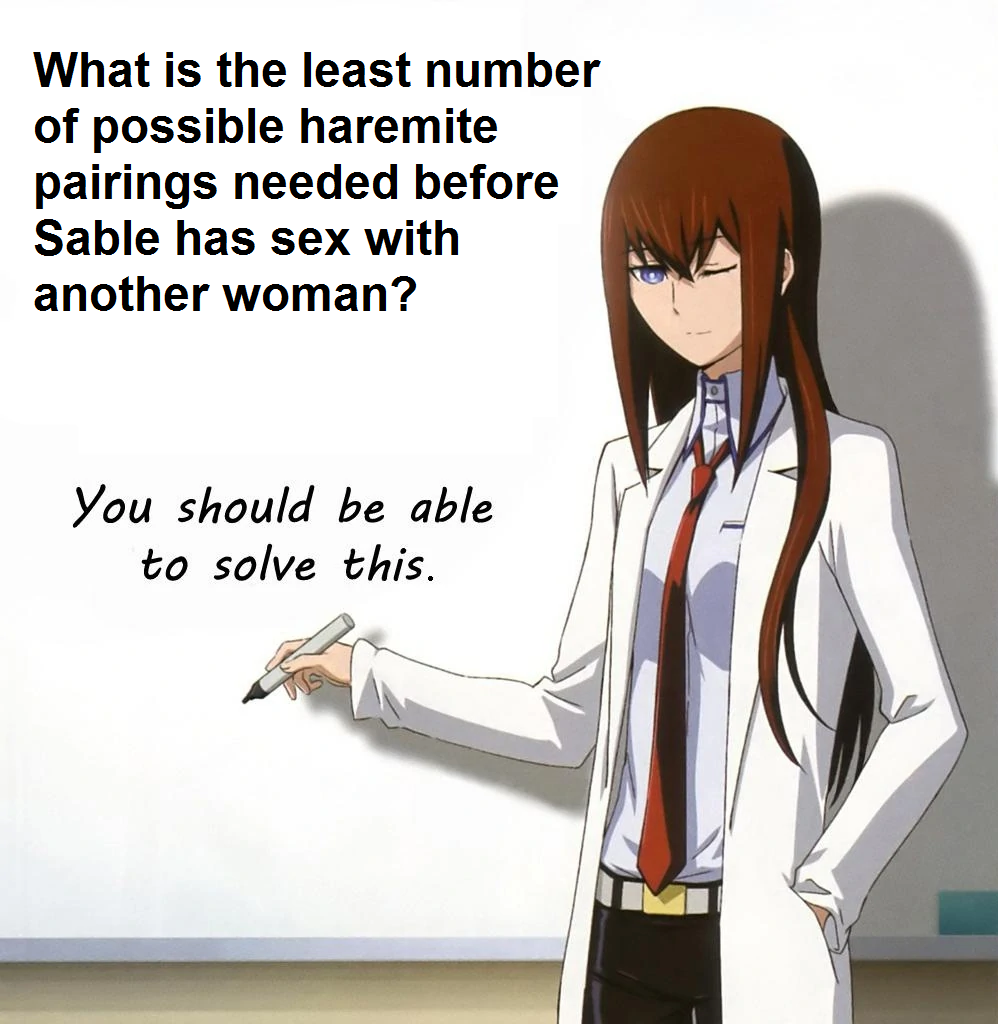 What is the least number
of possible haremite
pairings needed before
Sable has sex with
another woman?
You should be able
to solve this.